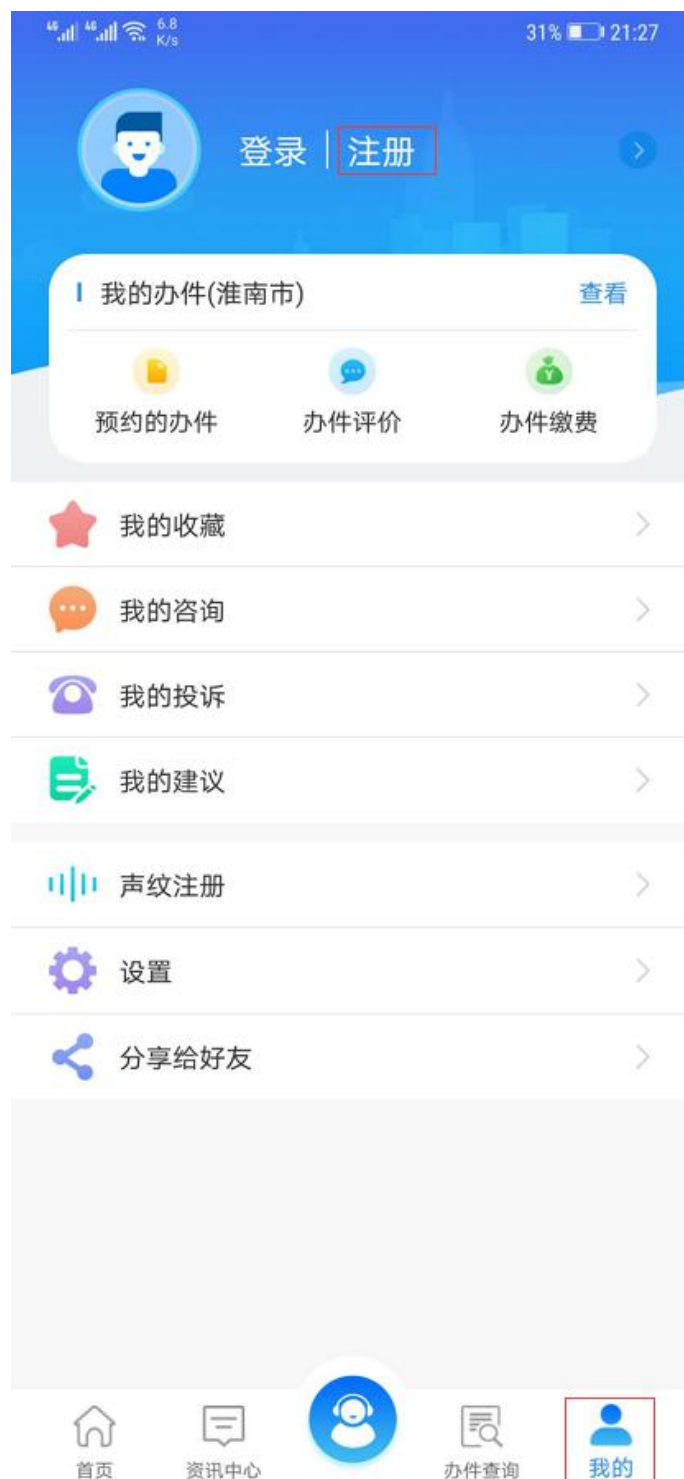 4G 4G 6.8 K/s 31% 21:27
登录 | 注册
我的办件(淮南市) 查看
预约的办件 办件评价 办件缴费
我的收藏
我的咨询
我的投诉
我的建议
声纹注册
设置
分享给好友
首页 资讯中心 办件查询 我的